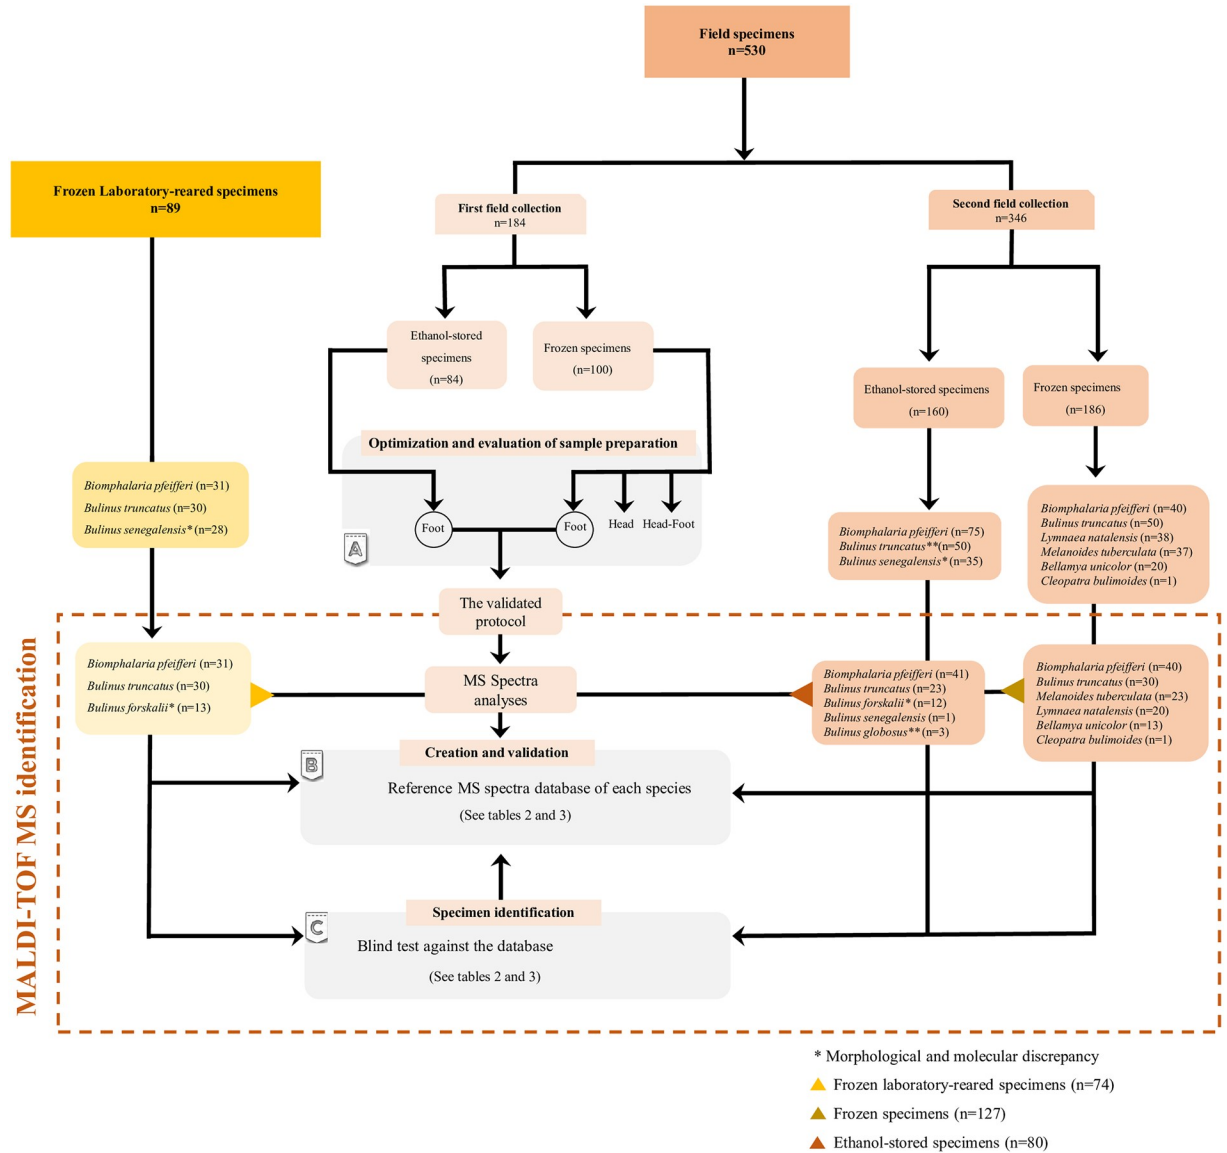 Field specimens
n=530
Frozen Laboratory-reared specimens
n=89
First field collection
n=184
Second field collection
n=346
Ethanol-stored
specimens
(n=84)
Frozen specimens
(n=100)
Ethanol-stored specimens
(n=160)
Frozen specimens
(n=186)
Optimization and evaluation of sample preparation
Foot
Foot
Head
Head-Foot
A
Biomphalaria pfeifferi (n=31)
Bulinus truncatus (n=30)
Bulinus senegalensis* (n=28)
Biomphalaria pfeifferi (n=75)
Bulinus truncatus**(n=50)
Bulinus senegalensis* (n=35)
Biomphalaria pfeifferi (n=40)
Bulinus truncatus (n=50)
Lymnaea natalensis (n=38)
Melanoides tuberculata (n=37)
Bellamya unicolor (n=20)
Cleopatra bulimoides (n=1)
The validated
protocol
MALDI-TOF MS identification
Biomphalaria pfeifferi (n=31)
Bulinus truncatus (n=30)
Bulinus forskalii* (n=13)
MS Spectra
analyses
Biomphalaria pfeifferi (n=41)
Bulinus truncatus (n=23)
Bulinus forskalii* (n=12)
Bulinus senegalensis (n=1)
Bulinus globosus** (n=3)
Biomphalaria pfeifferi (n=40)
Bulinus truncatus (n=30)
Melanoides tuberculata (n=23)
Lymnaea natalensis (n=20)
Bellamya unicolor (n=13)
Cleopatra bulimoides (n=1)
Creation and validation
B
Reference MS spectra database of each species
(See tables 2 and 3)
Specimen identification
C
Blind test against the database
(See tables 2 and 3)
* Morphological and molecular discrepancy
Frozen laboratory-reared specimens (n=74)
Frozen specimens (n=127)
Ethanol-stored specimens (n=80)